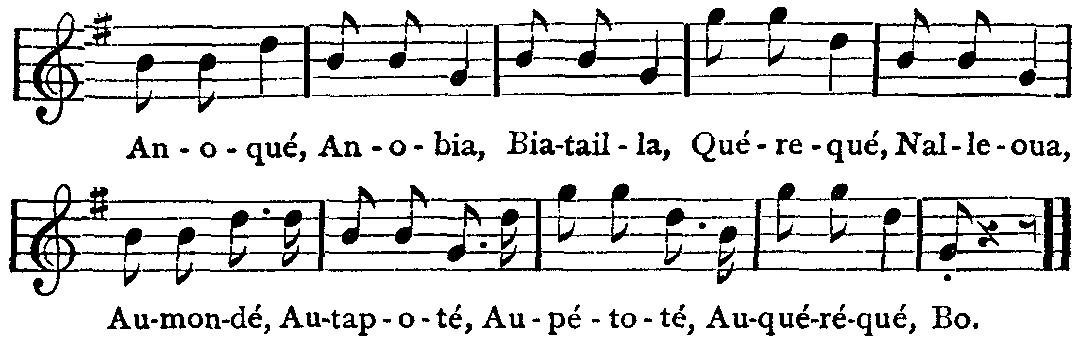 An - o - qué, An - o - bia, Bia-tail - la, Qué - re - qué, Nal - le - oua,
Au-mon-dé, Au-tap - o - té, Au - pé - to - té, Au-qué-ré-qué, Bo.